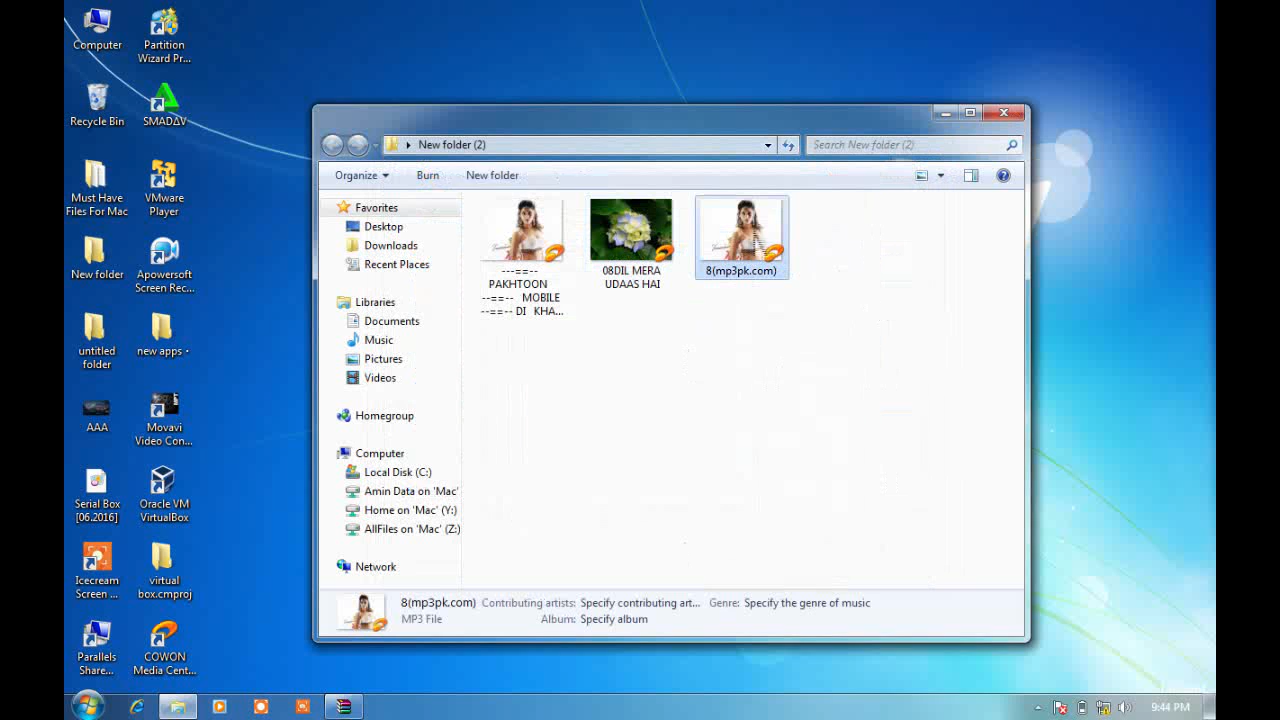 Computer
Partition
Wizard Pr...
Recycle Bin
SMADΔV
Must Have
Files For Mac
VMware
Player
New folder
Apowersoft
Screen Rec...
untitled
folder
new apps
AAA
Movavi
Video Con...
Serial Box
[06.2016]
Oracle VM
VirtualBox
Icecream
Screen ...
virtual
box.cmproj
Parallels
Share...
COWON
Media Cent...
New folder (2)
Search New folder (2)
Organize
Burn
New folder
Favorites
Desktop
Downloads
Recent Places
Libraries
Documents
Music
Pictures
Videos
Homegroup
Computer
Local Disk (C:)
Amin Data on 'Mac'
Home on 'Mac' (Y:)
AllFiles on 'Mac' (Z:)
Network
---==---
PAKHTOON
--==-- MOBILE
--==-- DI KHA...
08DIL MERA
UDAAS HAI
8(mp3pk.com)
8(mp3pk.com) Contributing artists: Specify contributing art... Genre: Specify the genre of music
MP3 File Album: Specify album
9:44 PM